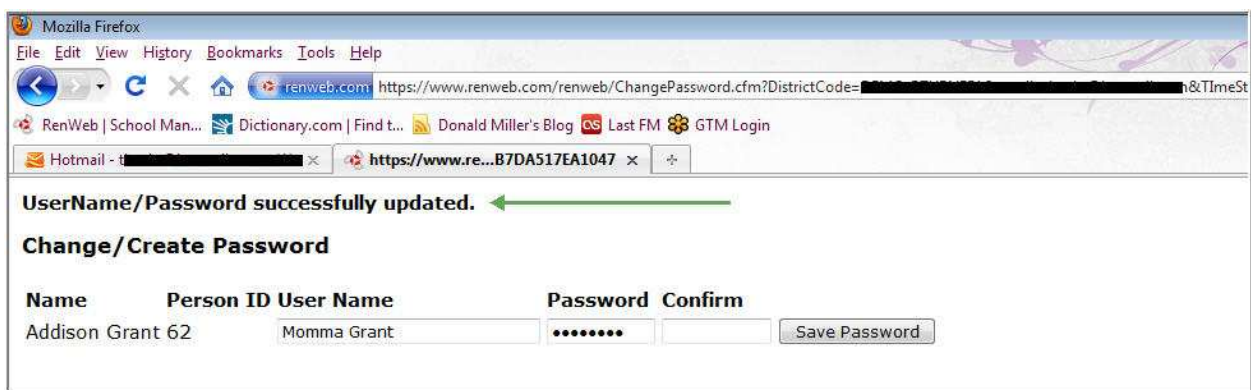 Mozilla Firefox
File Edit View History Bookmarks Tools Help
renweb.com https://www.renweb.com/renweb/ChangePassword.cfm?DistrictCode= n&TImeSt
RenWeb | School Man... Dictionary.com | Find t... Donald Miller's Blog Last FM GTM Login
Hotmail - t https://www.re...B7DA517EA1047
UserName/Password successfully updated.
Change/Create Password
Name Person ID User Name Password Confirm
Addison Grant 62 Momma Grant •••••••• Save Password